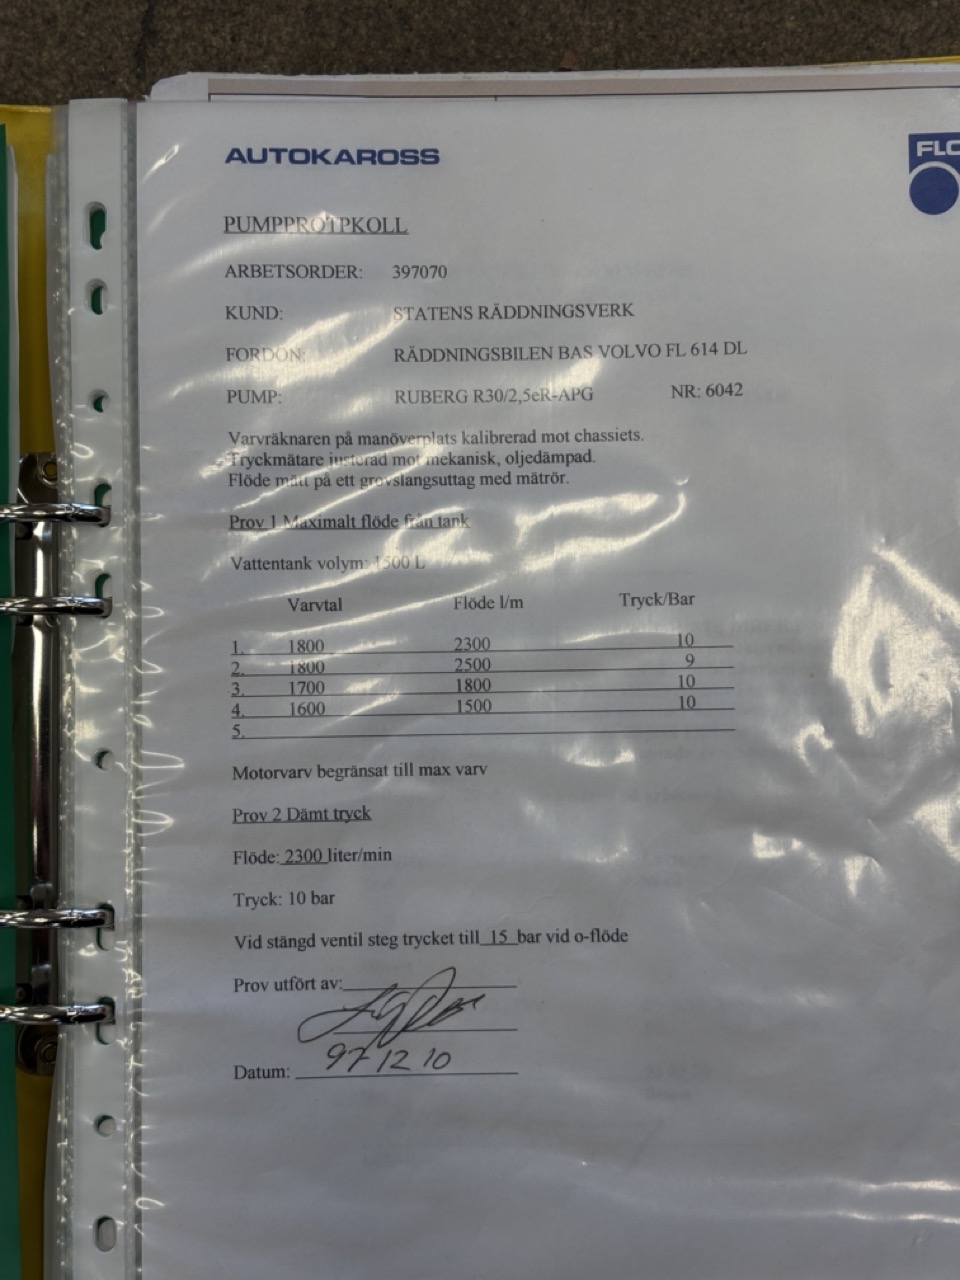 AUTOKAROSS
FLO
PUMPPROTPKOLL
ARBETSORDER: 397070
KUND: STATENS RÄDDNINGSVERK
FORDON: RÄDDNINGSBILEN BAS VOLVO FL 614 DL
PUMP: RUBERG R30/2,5eR-APG NR: 6042
Varvräknaren på manöverplats kalibrerad mot chassiets.
Tryckmätare justerad mot mekanisk, oljedämpad.
Flöde mätt på ett grovslangsuttag med mätrör.
Prov 1 Maximalt flöde från tank
Vattentank volym: 1500 L
Varvtal Flöde l/m Tryck/Bar
1. 1800 2300 10
2. 1800 2500 9
3. 1700 1800 10
4. 1600 1500 10
5.
Motorvarv begränsat till max varv
Prov 2 Dämt tryck
Flöde: 2300 liter/min
Tryck: 10 bar
Vid stängd ventil steg trycket till 15 bar vid o-flöde
Prov utfört av:
Datum: 97 12 10